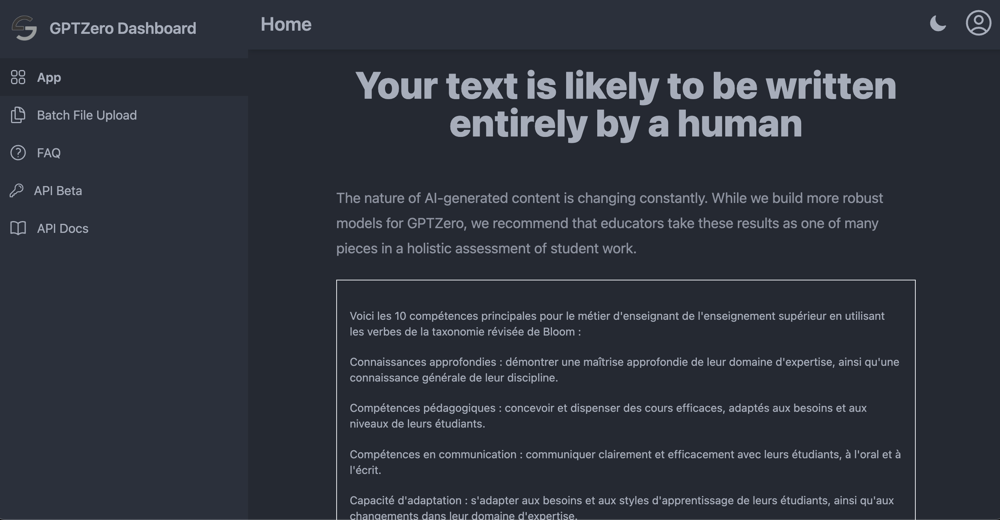 GPTZero Dashboard
App
Batch File Upload
FAQ
API Beta
API Docs
Home
Your text is likely to be written
entirely by a human
The nature of AI-generated content is changing constantly. While we build more robust
models for GPTZero, we recommend that educators take these results as one of many
pieces in a holistic assessment of student work.
Voici les 10 compétences principales pour le métier d'enseignant de l'enseignement supérieur en utilisant
les verbes de la taxonomie révisée de Bloom :
Connaissances approfondies : démontrer une maîtrise approfondie de leur domaine d'expertise, ainsi qu'une
connaissance générale de leur discipline.
Compétences pédagogiques : concevoir et dispenser des cours efficaces, adaptés aux besoins et aux
niveaux de leurs étudiants.
Compétences en communication : communiquer clairement et efficacement avec leurs étudiants, à l'oral et à
l'écrit.
Capacité d'adaptation : s'adapter aux besoins et aux styles d'apprentissage de leurs étudiants, ainsi qu'aux
changements dans leur domaine d'expertise.